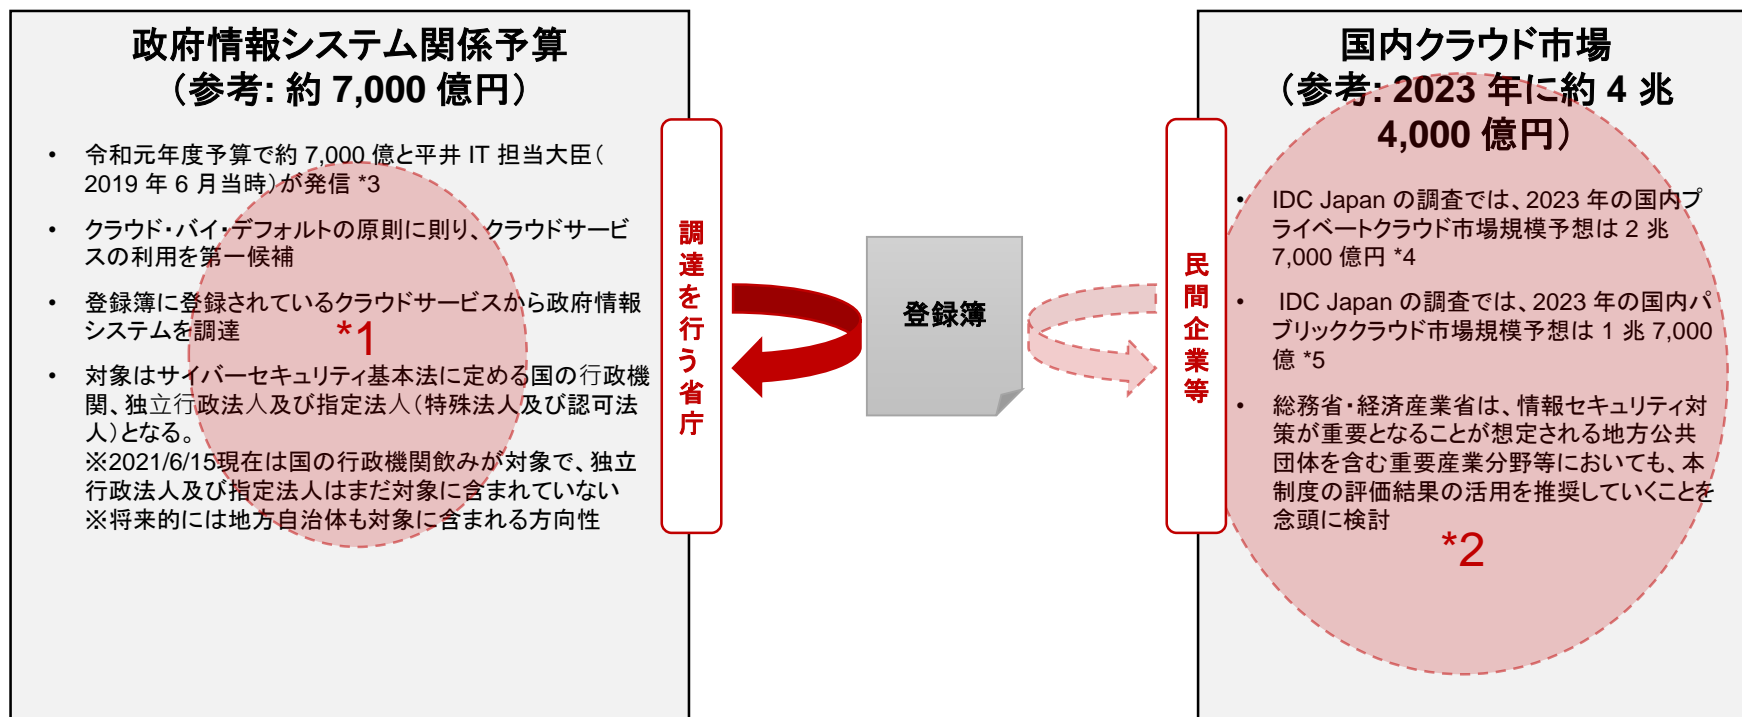 政府情報システム関係予算
（参考: 約 7,000 億円）
• 令和元年度予算で約 7,000 億と平井 IT 担当大臣（
2019 年 6 月当時）が発信 *3
• クラウド・バイ・デフォルトの原則に則り、クラウドサービ
スの利用を第一候補
• 登録簿に登録されているクラウドサービスから政府情報
システムを調達
*1
• 対象はサイバーセキュリティ基本法に定める国の行政機
関、独立行政法人及び指定法人（特殊法人及び認可法
人）となる。
※2021/6/15現在は国の行政機関飲みが対象で、独立
行政法人及び指定法人はまだ対象に含まれていない
※将来的には地方自治体も対象に含まれる方向性
調達を行う省庁
登録簿
民間企業等
国内クラウド市場
（参考: 2023 年に約 4 兆
4,000 億円）
• IDC Japan の調査では、2023 年の国内プ
ライベートクラウド市場規模予想は 2 兆
7,000 億円 *4
• IDC Japan の調査では、2023 年の国内パ
ブリッククラウド市場規模予想は 1 兆 7,000
億 *5
• 総務省・経済産業省は、情報セキュリティ対
策が重要となることが想定される地方公共
団体を含む重要産業分野等においても、本
制度の評価結果の活用を推奨していくことを
念頭に検討
*2